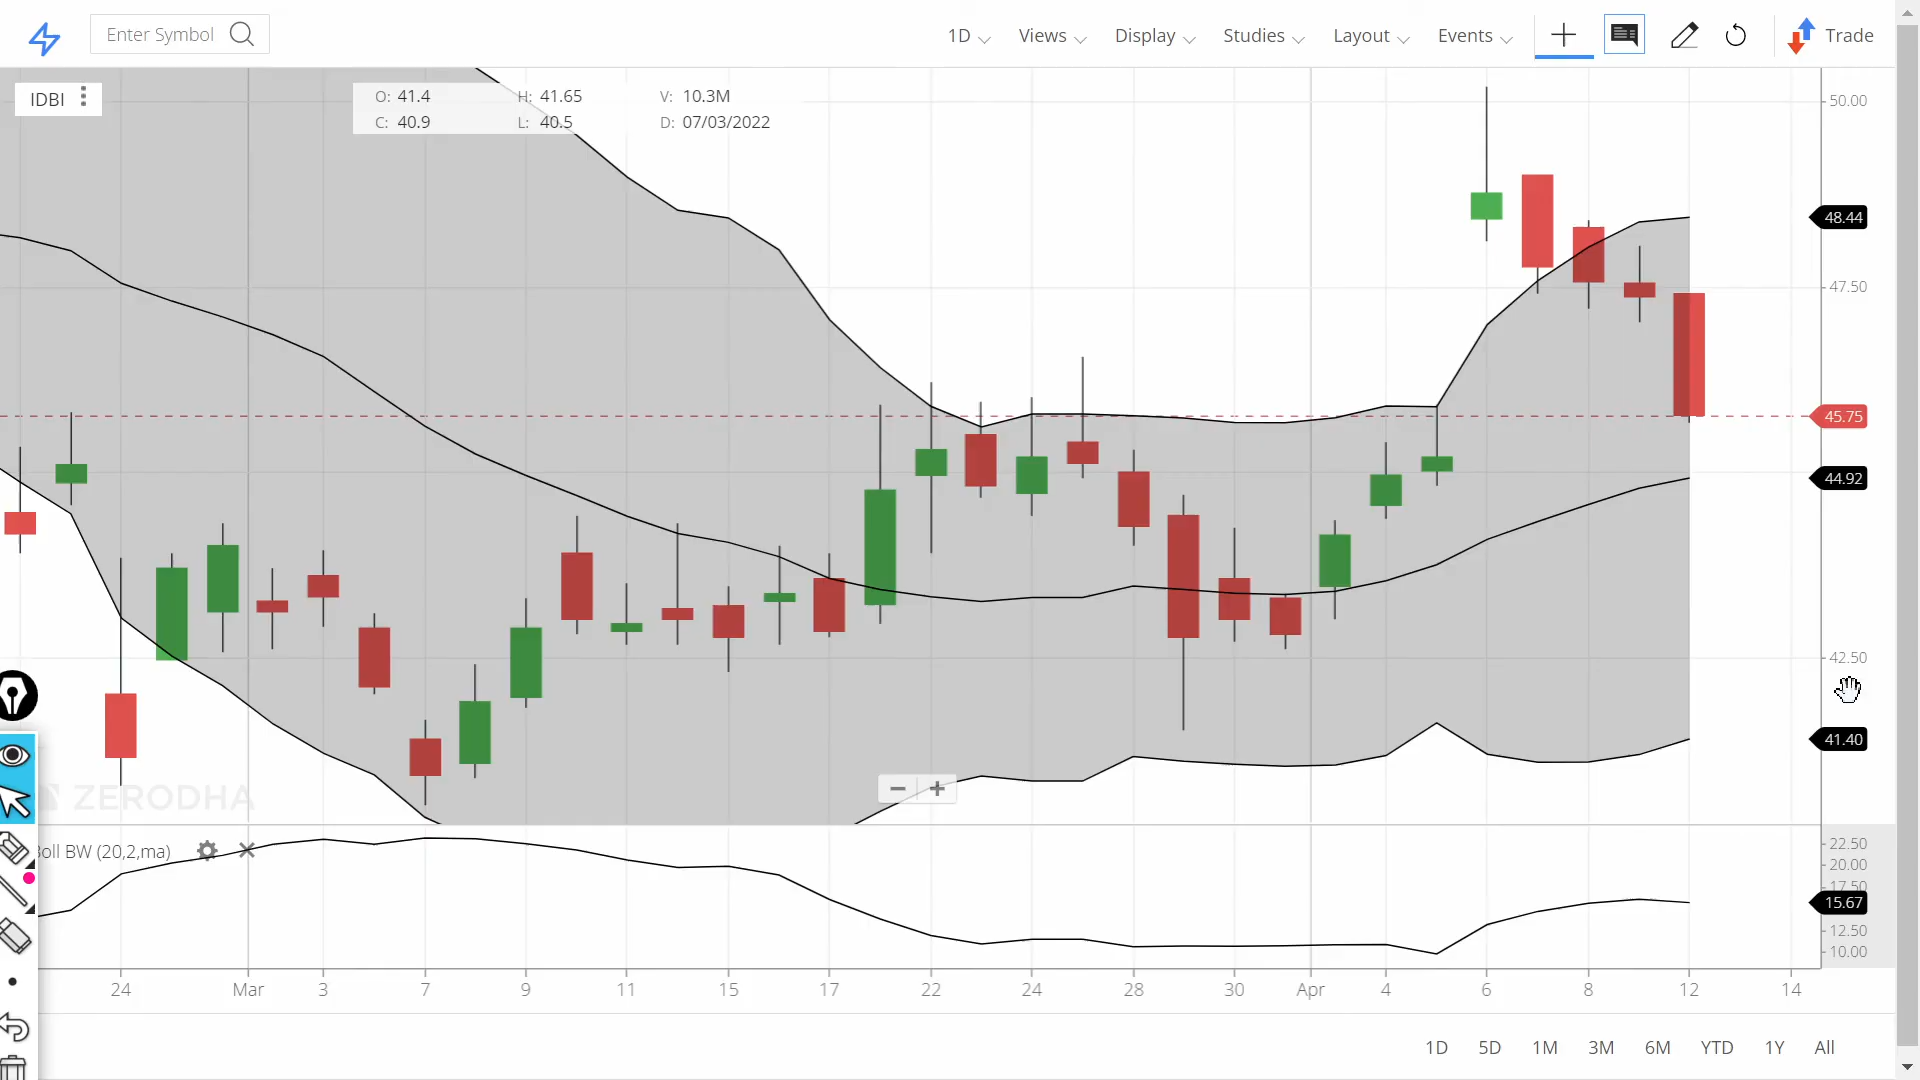 Enter Symbol
1D Views Display Studies Layout Events Trade
IDBI
O: 41.4 H: 41.65 V: 10.3M
C: 40.9 L: 40.5 D: 07/03/2022
50.00
48.44
47.50
45.75
44.92
42.50
41.40
ZERODHA
Boll BW (20,2,ma)
22.50
20.00
17.50
15.67
12.50
10.00
24 Mar 3 7 9 11 15 17 22 24 28 30 Apr 4 6 8 12 14
1D 5D 1M 3M 6M YTD 1Y All